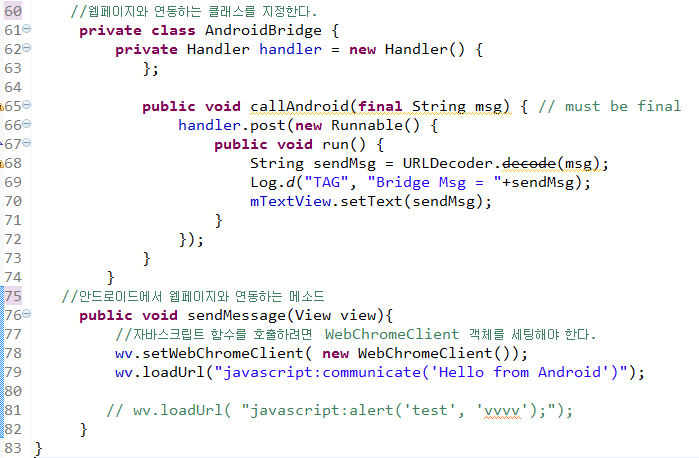 60 //웹페이지와 연동하는 클래스를 지정한다.
61 private class AndroidBridge {
62 private Handler handler = new Handler() {
63 };
64
65 public void callAndroid(final String msg) { // must be final
66 handler.post(new Runnable() {
67 public void run() {
68 String sendMsg = URLDecoder.decode(msg);
69 Log.d("TAG", "Bridge Msg = "+sendMsg);
70 mTextView.setText(sendMsg);
71 }
72 });
73 }
74 }
75 //안드로이드에서 웹페이지와 연동하는 메소드
76 public void sendMessage(View view){
77 //자바스크립트 함수를 호출하려면 WebChromeClient 객체를 세팅해야 한다.
78 wv.setWebChromeClient( new WebChromeClient());
79 wv.loadUrl("javascript:communicate('Hello from Android')");
80
81 // wv.loadUrl( "javascript:alert('test', 'vvvv');");
82 }
83 }